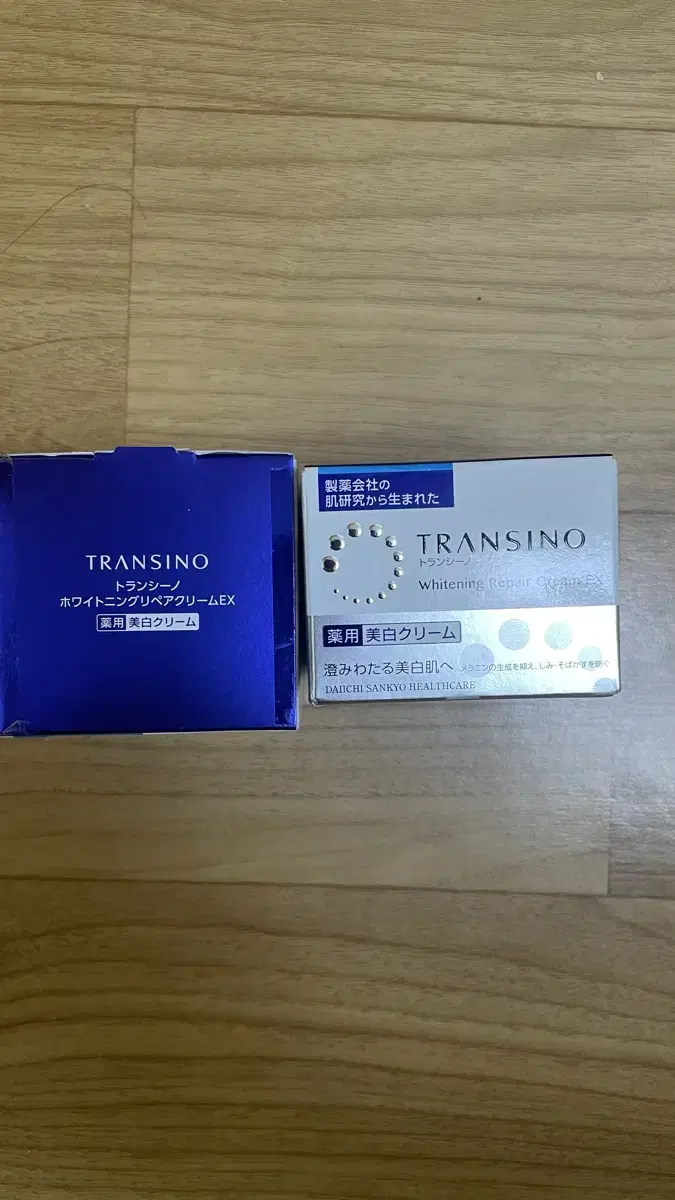 TRANSINO
トランシーノ
ホワイトニングリペアクリームEX
薬用 美白クリーム
製薬会社の
肌研究から生まれた
TRANSINO
トランシーノ
Whitening Repair Cream EX
薬用 美白クリーム
澄みわたる美白肌へ メラニンの生成を抑え、しみ・そばかすを防ぐ
DAIICHI SANKYO HEALTHCARE